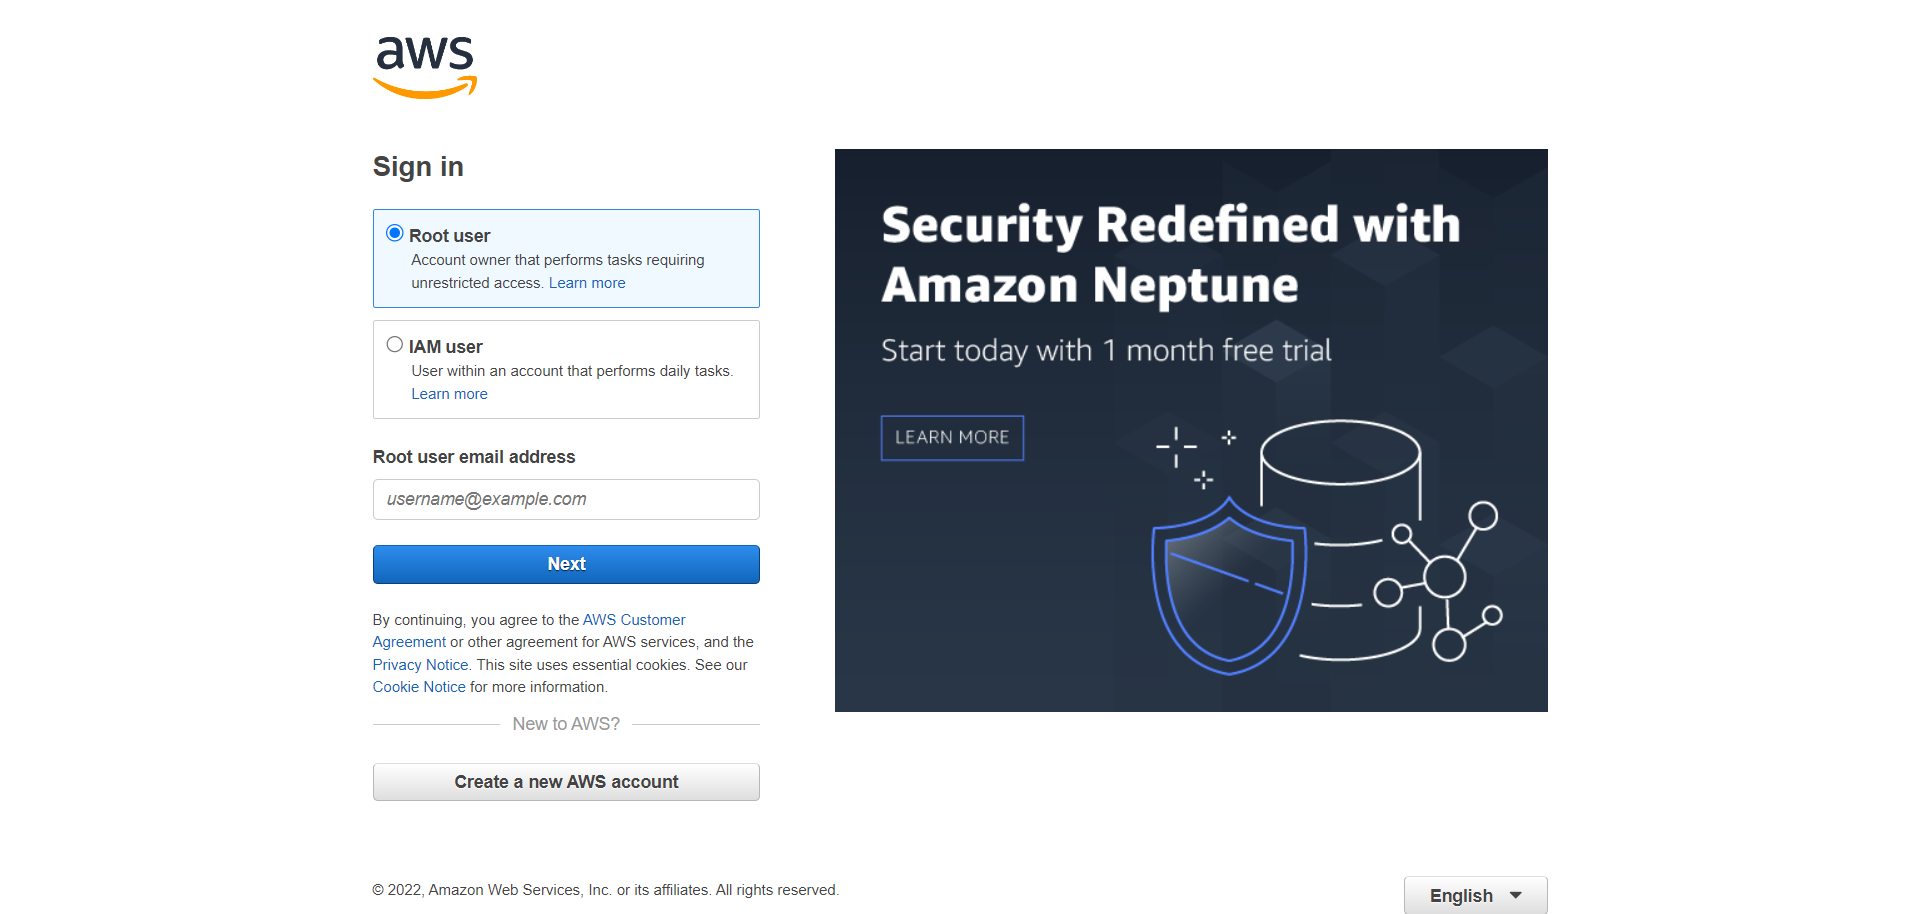 aws
Sign in
Root user
Account owner that performs tasks requiring
unrestricted access. Learn more
IAM user
User within an account that performs daily tasks.
Learn more
Root user email address
username@example.com
Next
By continuing, you agree to the AWS Customer
Agreement or other agreement for AWS services, and the
Privacy Notice. This site uses essential cookies. See our
Cookie Notice for more information.
New to AWS?
Create a new AWS account
Security Redefined with
Amazon Neptune
Start today with 1 month free trial
LEARN MORE
© 2022, Amazon Web Services, Inc. or its affiliates. All rights reserved.
English